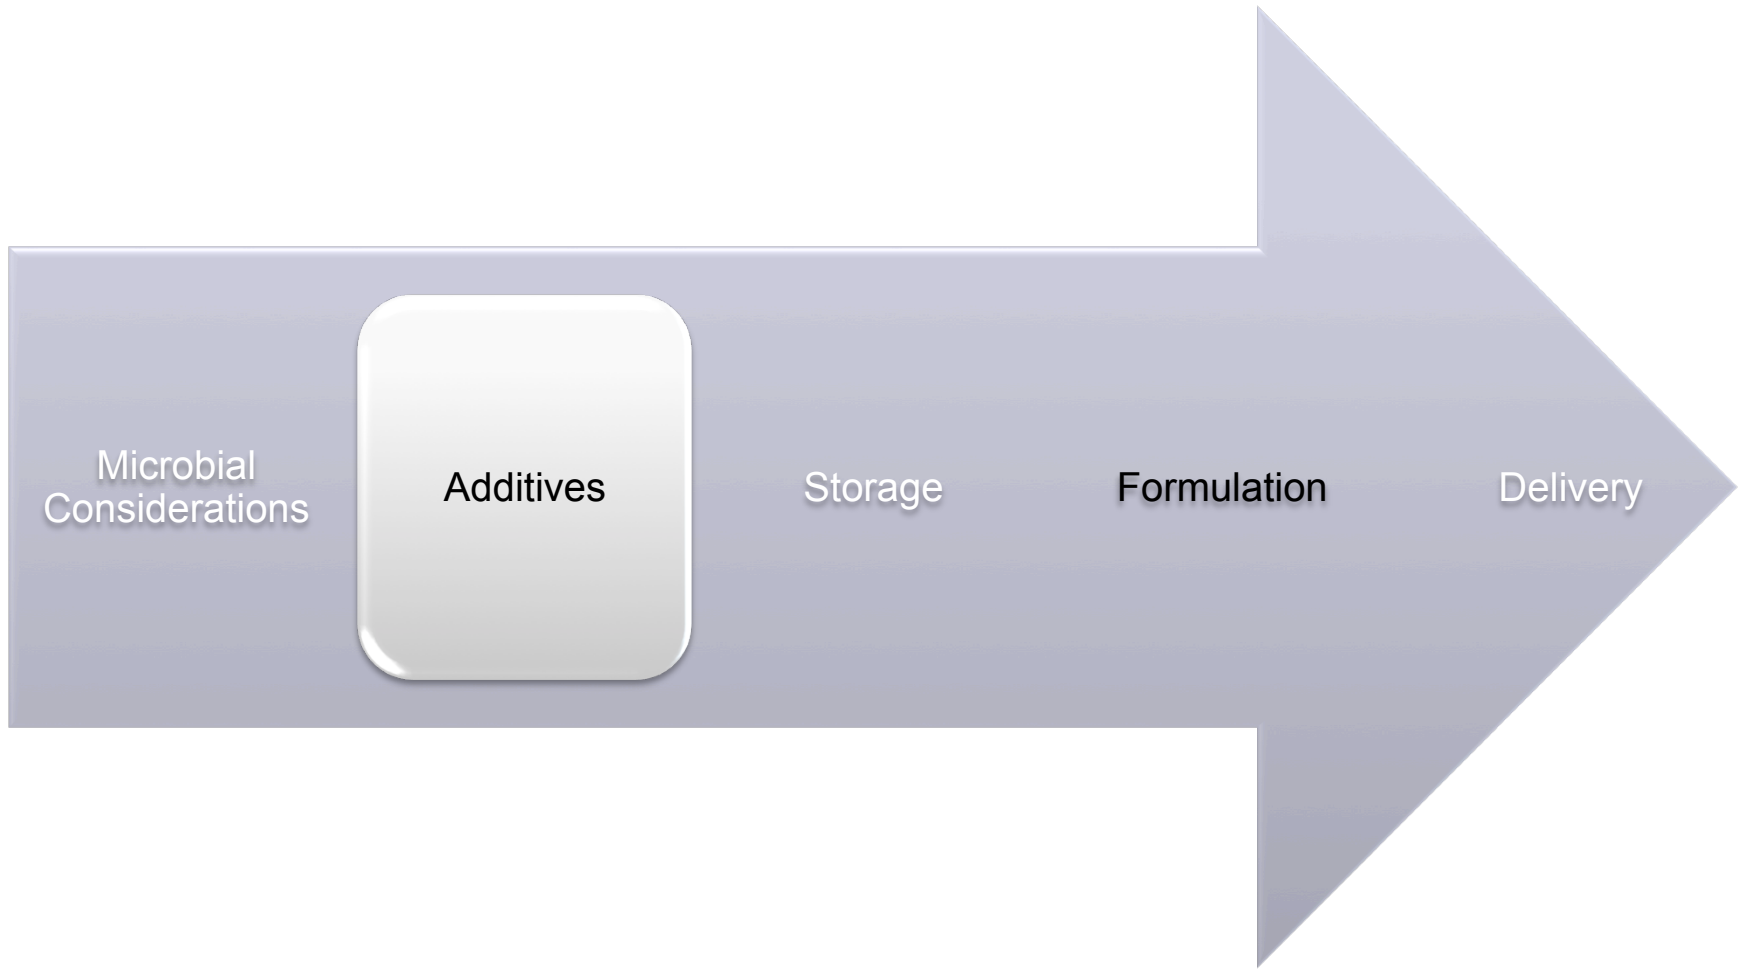 Microbial
Considerations
Additives
Storage
Formulation
Delivery